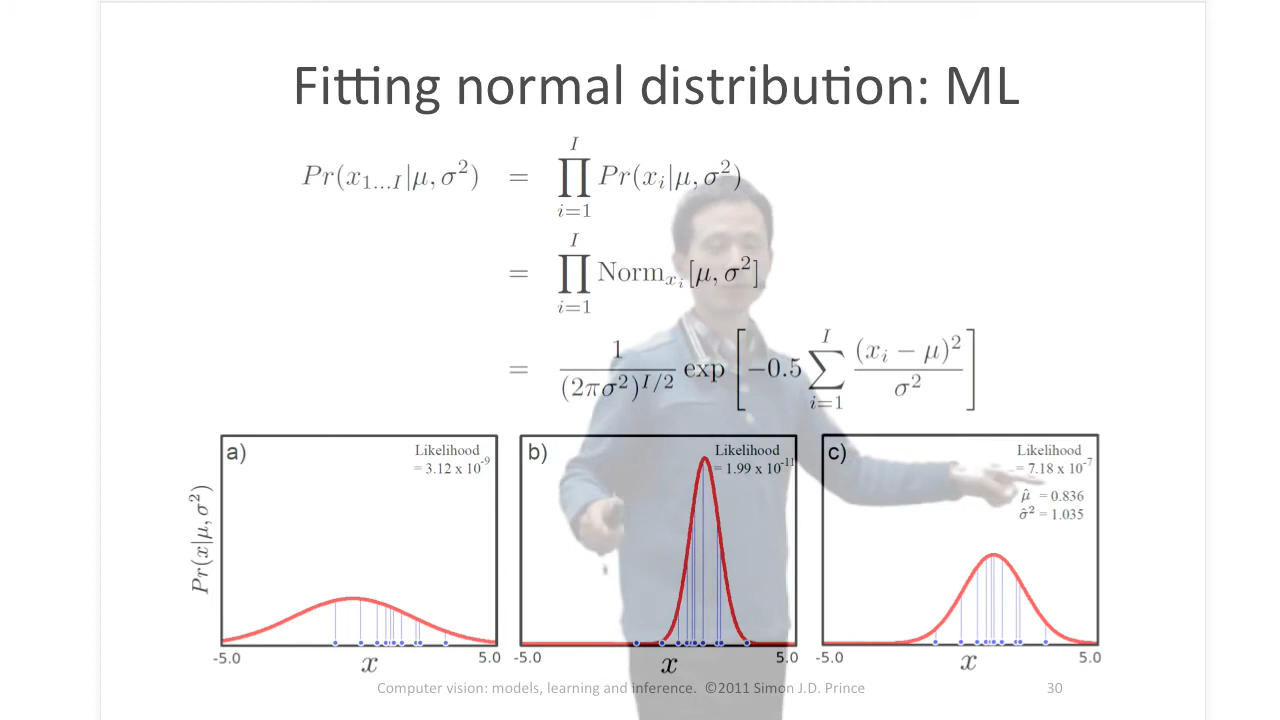 Fitting normal distribution: ML
Pr(x_{1...I}|μ, σ²) = ∏_{i=1}^{I} Pr(x_i|μ, σ²)
= ∏_{i=1}^{I} Norm_{x_i}[μ, σ²]
= \frac{1}{(2πσ²)^{I/2}} exp [−0.5 ∑_{i=1}^{I} \frac{(x_i − μ)²}{σ²}]
Pr(x|μ, σ²)
a)
Likelihood
= 3.12 x 10^{-9}
-5.0
x
5.0
b)
Likelihood
= 1.99 x 10^{-11}
-5.0
x
5.0
c)
Likelihood
= 7.18 x 10^{-7}
μ̂ = 0.836
σ̂² = 1.035
-5.0
x
5.0
Computer vision: models, learning and inference. ©2011 Simon J.D. Prince
30